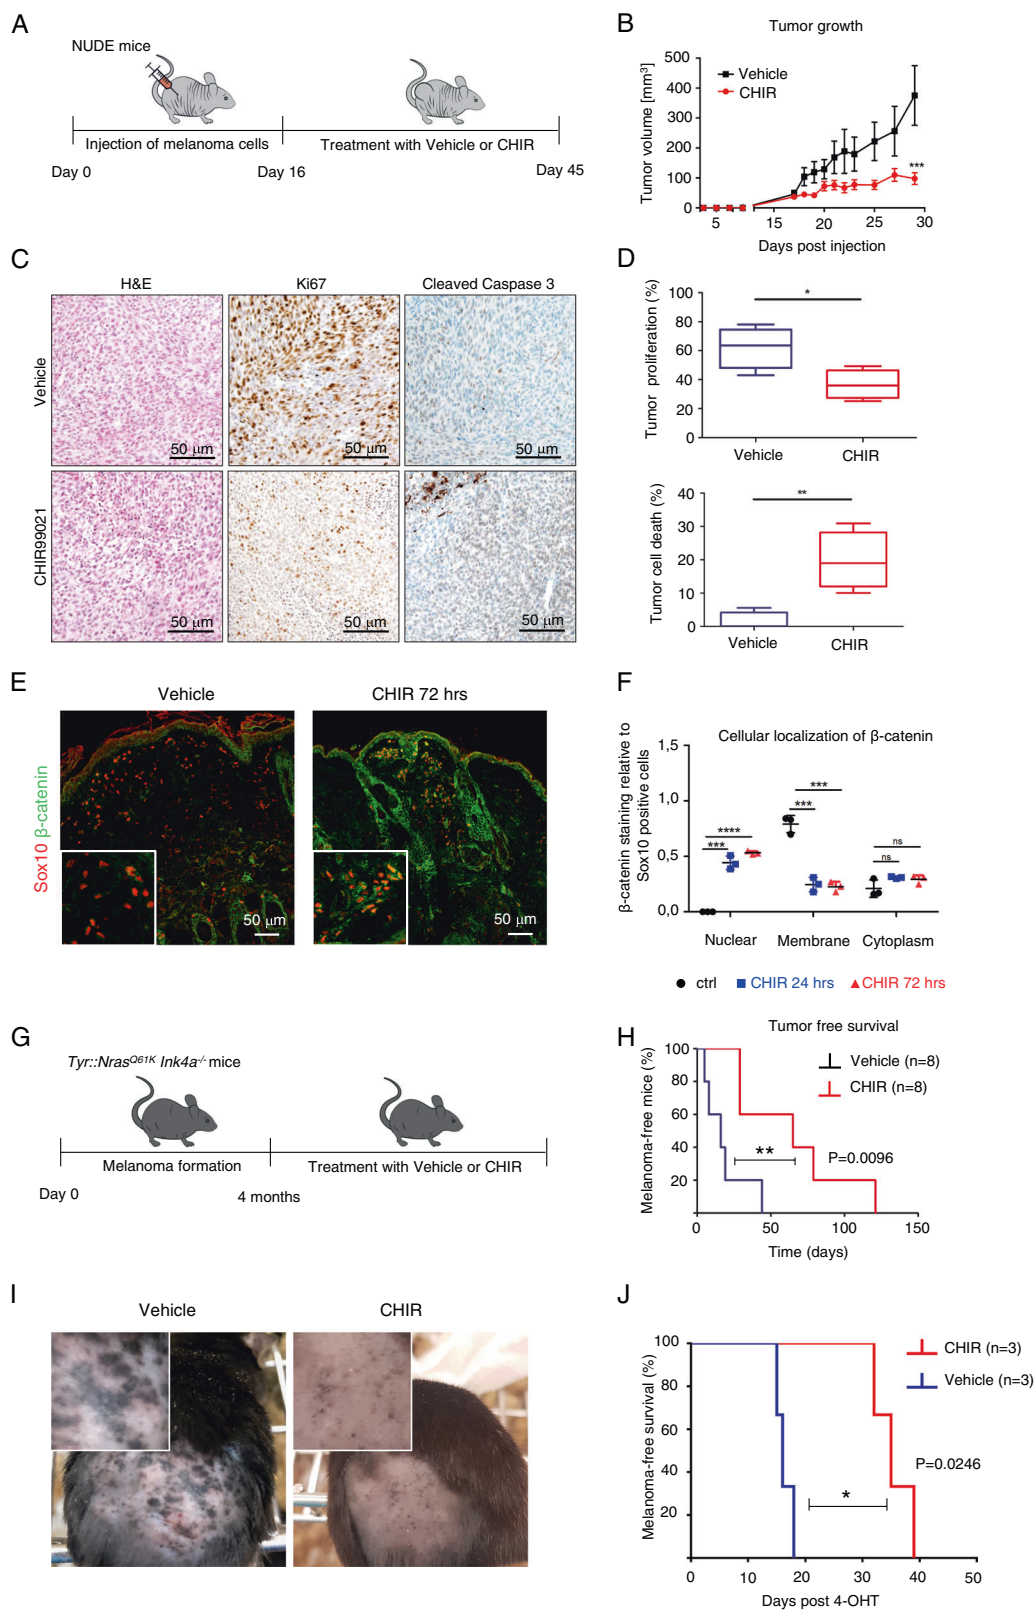 A
NUDE mice
Injection of melanoma cells
Treatment with Vehicle or CHIR
Day 0
Day 16
Day 45
B
Tumor growth
Tumor volume [mm³]
500
400
300
200
100
0
Vehicle
CHIR
***
5
15
20
25
30
Days post injection
C
H&E
Ki67
Cleaved Caspase 3
Vehicle
50 μm
50 μm
50 μm
CHIR99021
50 μm
50 μm
50 μm
D
Tumor proliferation (%)
100
80
60
40
20
0
*
Vehicle
CHIR
Tumor cell death (%)
40
30
20
10
0
**
Vehicle
CHIR
E
Vehicle
CHIR 72 hrs
Sox10 β-catenin
50 μm
50 μm
F
Cellular localization of β-catenin
β-catenin staining relative to
Sox10 positive cells
1,5
1,0
0,5
0,0
****
***
***
***
ns
ns
Nuclear
Membrane
Cytoplasm
ctrl
CHIR 24 hrs
CHIR 72 hrs
G
Tyr::Nras^Q61K Ink4a^-/- mice
Melanoma formation
Treatment with Vehicle or CHIR
Day 0
4 months
H
Tumor free survival
Melanoma-free mice (%)
100
80
60
40
20
Vehicle (n=8)
CHIR (n=8)
**
P=0.0096
0
50
100
150
Time (days)
I
Vehicle
CHIR
J
Melanoma-free survival (%)
100
80
60
40
20
CHIR (n=3)
Vehicle (n=3)
P=0.0246
*
0
10
20
30
40
50
Days post 4-OHT